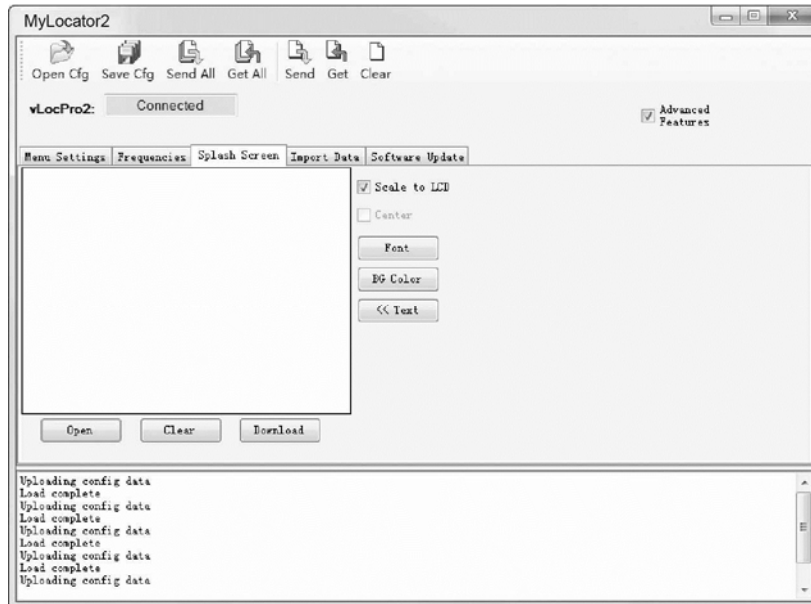 MyLocator2
Open Cfg Save Cfg Send All Get All Send Get Clear
vLocPro2: Connected
Advanced
Features
Menu Settings Frequencies Splash Screen Import Data Software Update
Scale to LCD
Center
Font
BG Color
<< Text
Open Clear Download
Uploading config data
Load complete
Uploading config data
Load complete
Uploading config data
Load complete
Uploading config data
Load complete
Uploading config data